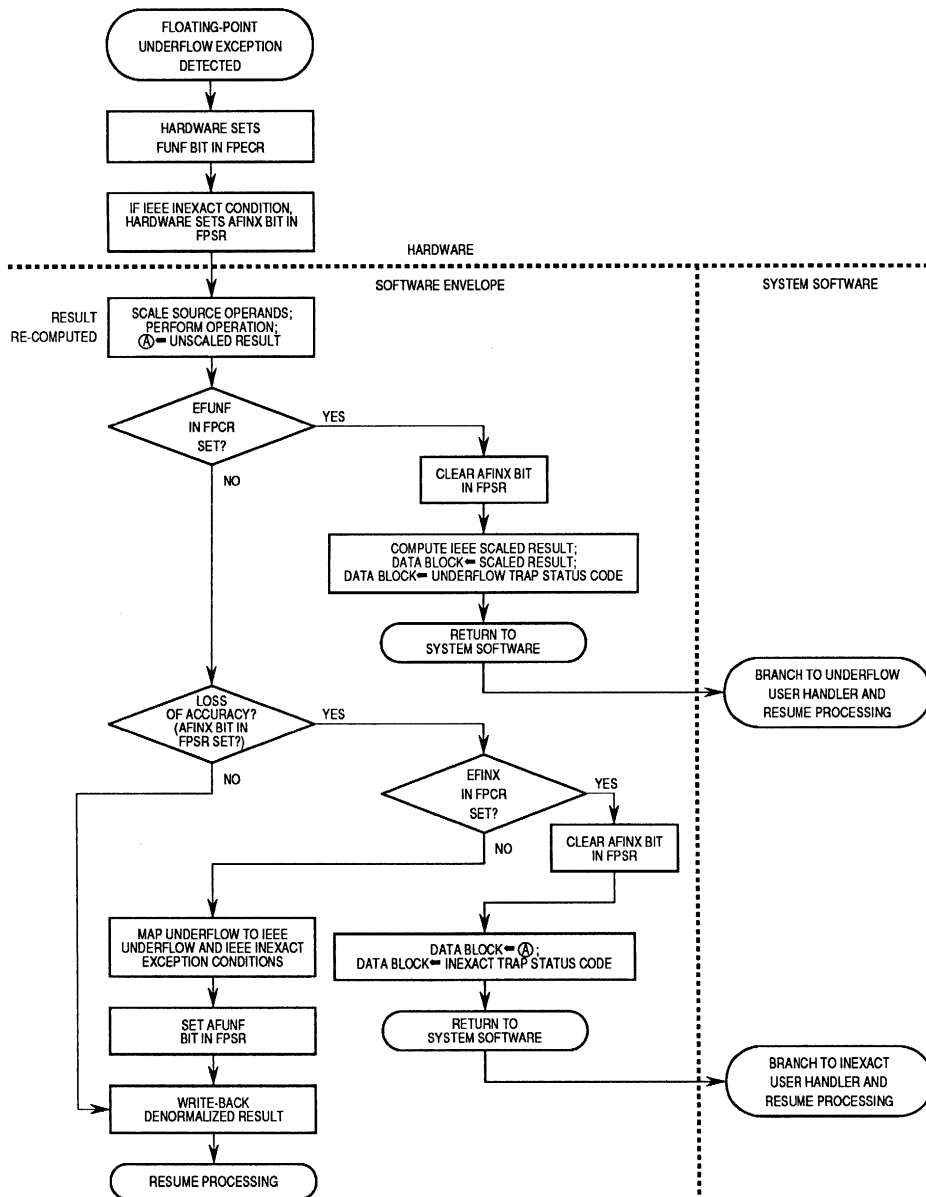 FLOATING-POINT
UNDERFLOW EXCEPTION
DETECTED
HARDWARE SETS
FUNF BIT IN FPECR
IF IEEE INEXACT CONDITION,
HARDWARE SETS AFINX BIT IN
FPSR
HARDWARE
SOFTWARE ENVELOPE
SYSTEM SOFTWARE
RESULT
RE-COMPUTED
SCALE SOURCE OPERANDS;
PERFORM OPERATION;
Ⓐ⬅ UNSCALED RESULT
EFUNF
IN FPCR
SET?
YES
NO
CLEAR AFINX BIT
IN FPSR
COMPUTE IEEE SCALED RESULT;
DATA BLOCK⬅ SCALED RESULT;
DATA BLOCK⬅ UNDERFLOW TRAP STATUS CODE
RETURN TO
SYSTEM SOFTWARE
BRANCH TO UNDERFLOW
USER HANDLER AND
RESUME PROCESSING
LOSS
OF ACCURACY?
(AFINX BIT IN
FPSR SET?)
YES
NO
EFINX
IN FPCR
SET?
YES
NO
CLEAR AFINX BIT
IN FPSR
MAP UNDERFLOW TO IEEE
UNDERFLOW AND IEEE INEXACT
EXCEPTION CONDITIONS
DATA BLOCK⬅ Ⓐ;
DATA BLOCK⬅ INEXACT TRAP STATUS CODE
SET AFUNF
BIT IN FPSR
RETURN TO
SYSTEM SOFTWARE
BRANCH TO INEXACT
USER HANDLER AND
RESUME PROCESSING
WRITE-BACK
DENORMALIZED RESULT
RESUME PROCESSING